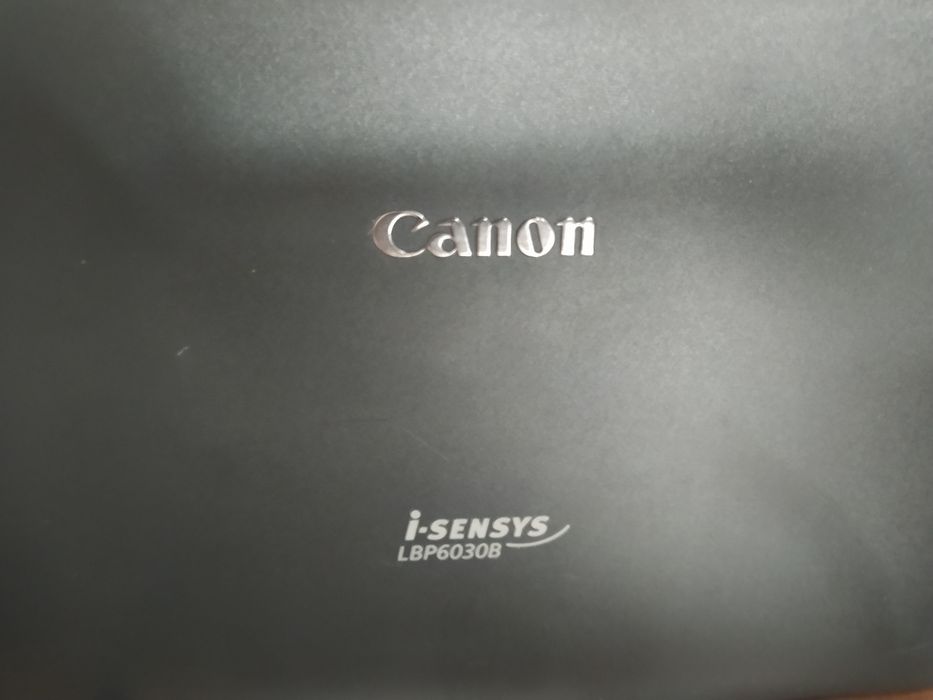 Canon
i-SENSYS
LBP6030B